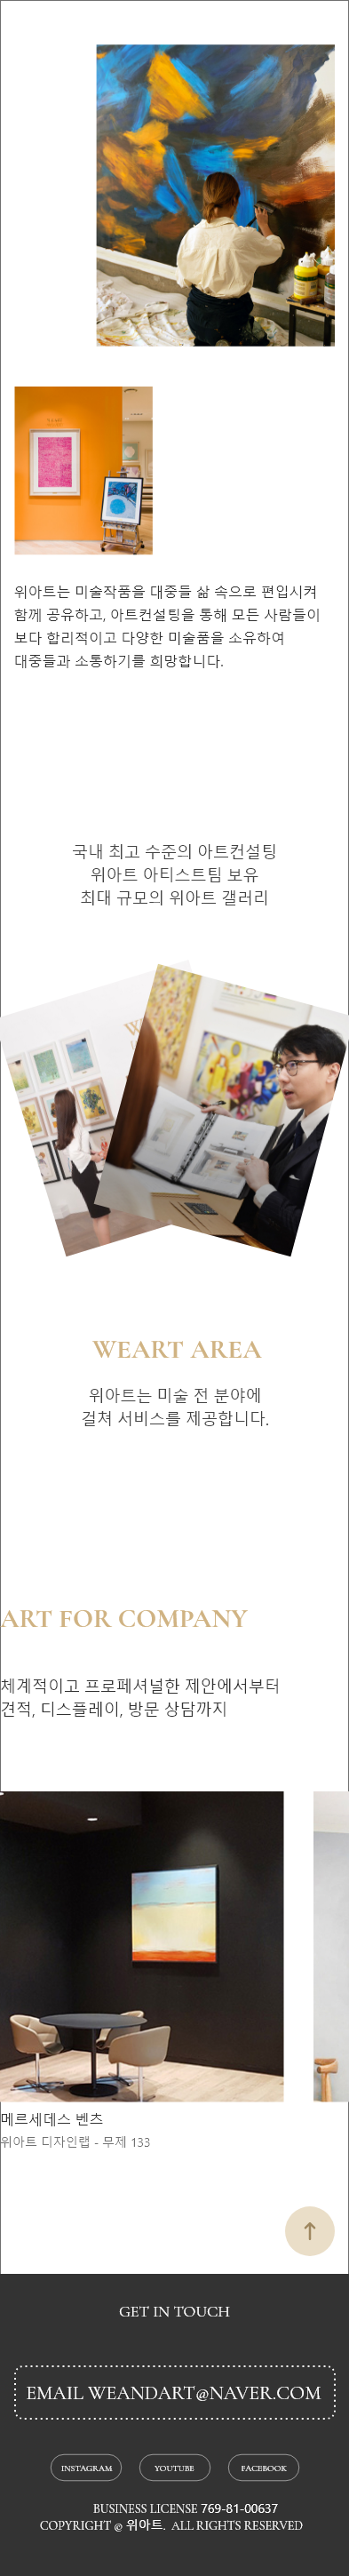 위아트는 미술작품을 대중들 삶 속으로 편입시켜
함께 공유하고, 아트컨설팅을 통해 모든 사람들이
보다 합리적이고 다양한 미술품을 소유하여
대중들과 소통하기를 희망합니다.
국내 최고 수준의 아트컨설팅
위아트 아티스트팀 보유
최대 규모의 위아트 갤러리
WEART AREA
위아트는 미술 전 분야에
걸쳐 서비스를 제공합니다.
ART FOR COMPANY
체계적이고 프로페셔널한 제안에서부터
견적, 디스플레이, 방문 상담까지
메르세데스 벤츠
위아트 디자인랩 - 무제 133
GET IN TOUCH
EMAIL WEANDART@NAVER.COM
INSTAGRAM YOUTUBE FACEBOOK
BUSINESS LICENSE 769-81-00637
COPYRIGHT @ 위아트. ALL RIGHTS RESERVED